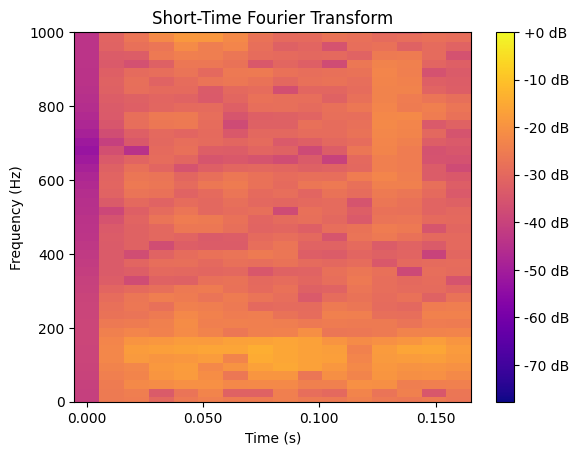 Short-Time Fourier Transform
1000
800
600
400
200
0
Frequency (Hz)
0.000
0.050
0.100
0.150
Time (s)
+0 dB
-10 dB
-20 dB
-30 dB
-40 dB
-50 dB
-60 dB
-70 dB